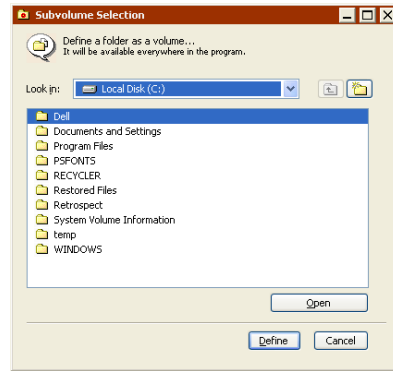 Subvolume Selection
Define a folder as a volume...
It will be available everywhere in the program.
Look in: Local Disk (C:)
Dell
Documents and Settings
Program Files
PSFONTS
RECYCLER
Restored Files
Retrospect
System Volume Information
temp
WINDOWS
Open
Define Cancel